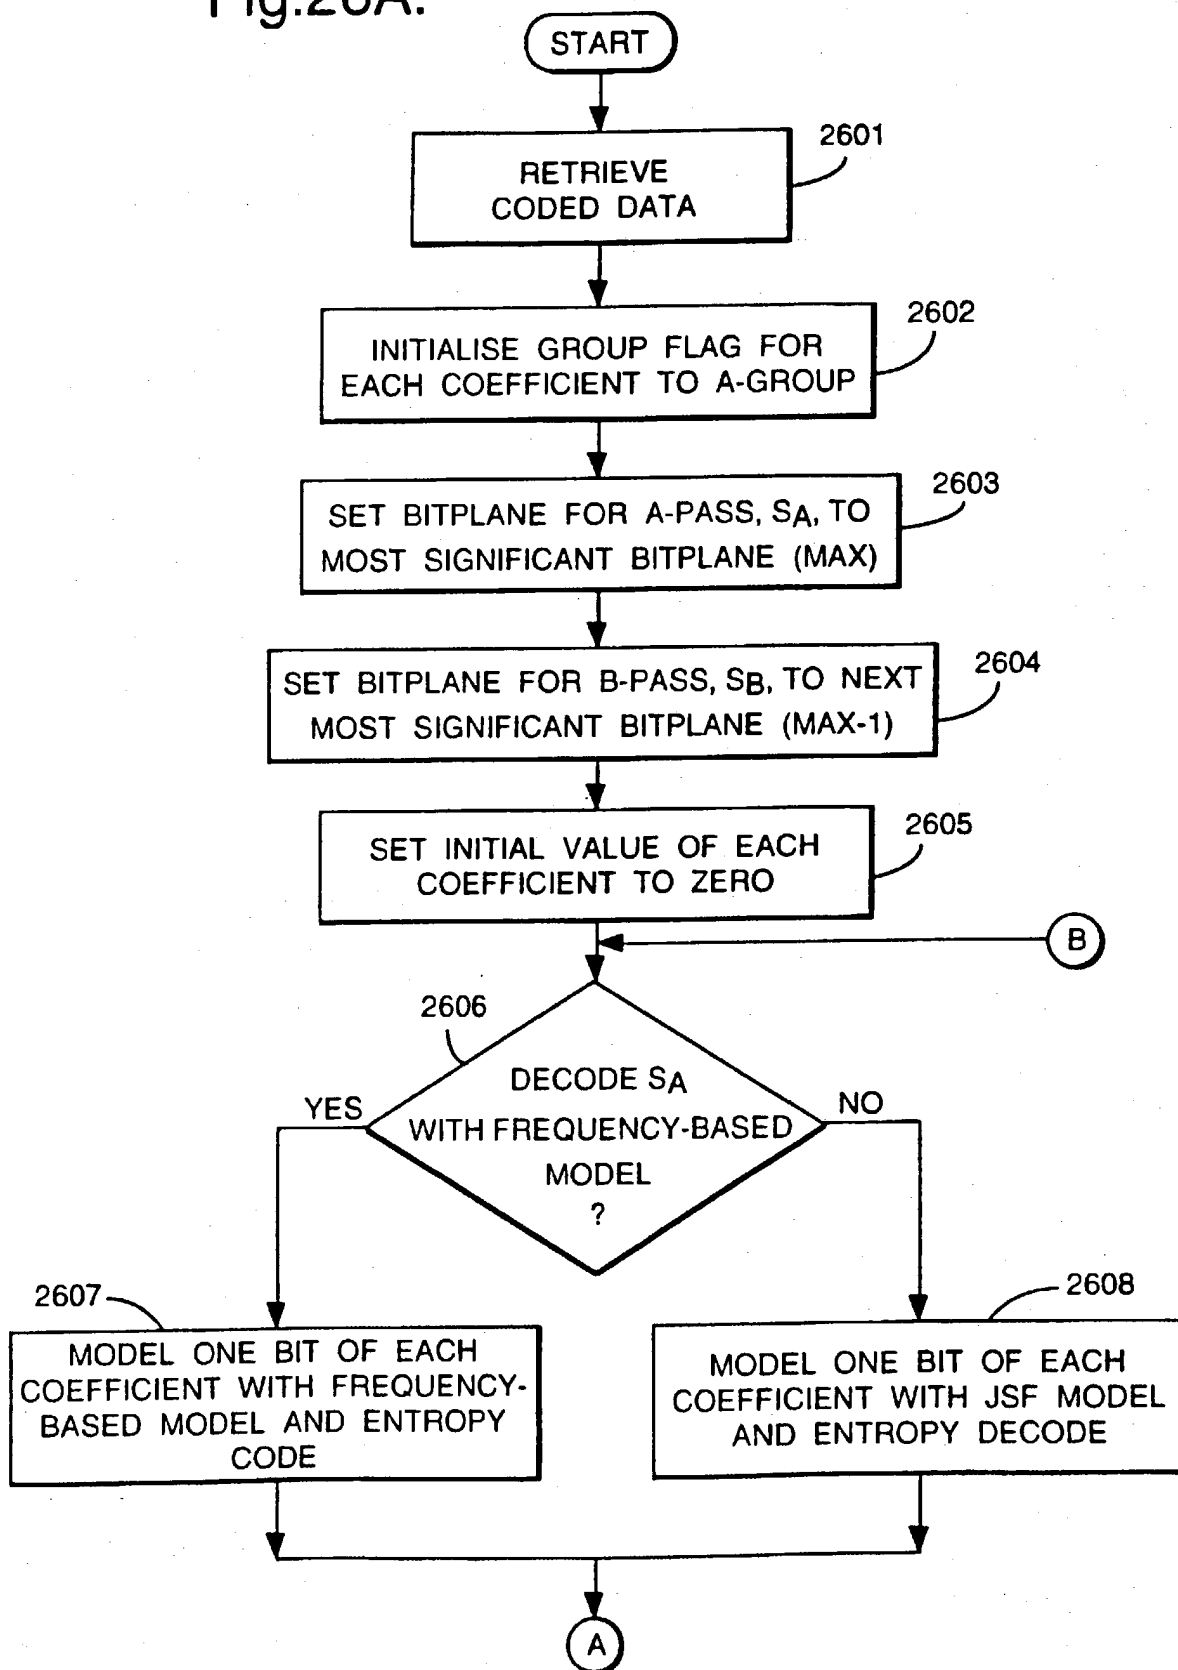 Fig.26A.
START
2601
RETRIEVE
CODED DATA
2602
INITIALISE GROUP FLAG FOR
EACH COEFFICIENT TO A-GROUP
2603
SET BITPLANE FOR A-PASS, SA, TO
MOST SIGNIFICANT BITPLANE (MAX)
2604
SET BITPLANE FOR B-PASS, SB, TO NEXT
MOST SIGNIFICANT BITPLANE (MAX-1)
2605
SET INITIAL VALUE OF EACH
COEFFICIENT TO ZERO
B
2606
DECODE SA
WITH FREQUENCY-BASED
MODEL
?
YES
NO
2607
MODEL ONE BIT OF EACH
COEFFICIENT WITH FREQUENCY-
BASED MODEL AND ENTROPY
CODE
2608
MODEL ONE BIT OF EACH
COEFFICIENT WITH JSF MODEL
AND ENTROPY DECODE
A